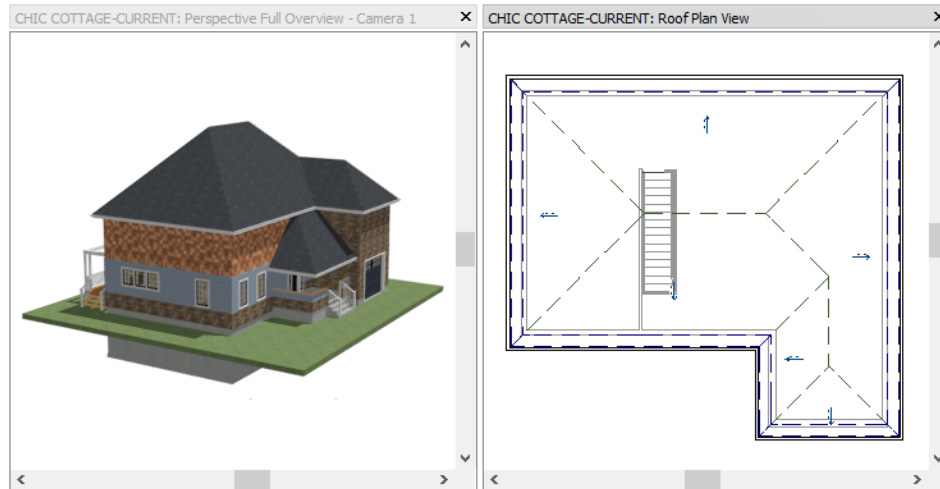 CHIC COTTAGE-CURRENT: Perspective Full Overview - Camera 1
CHIC COTTAGE-CURRENT: Roof Plan View